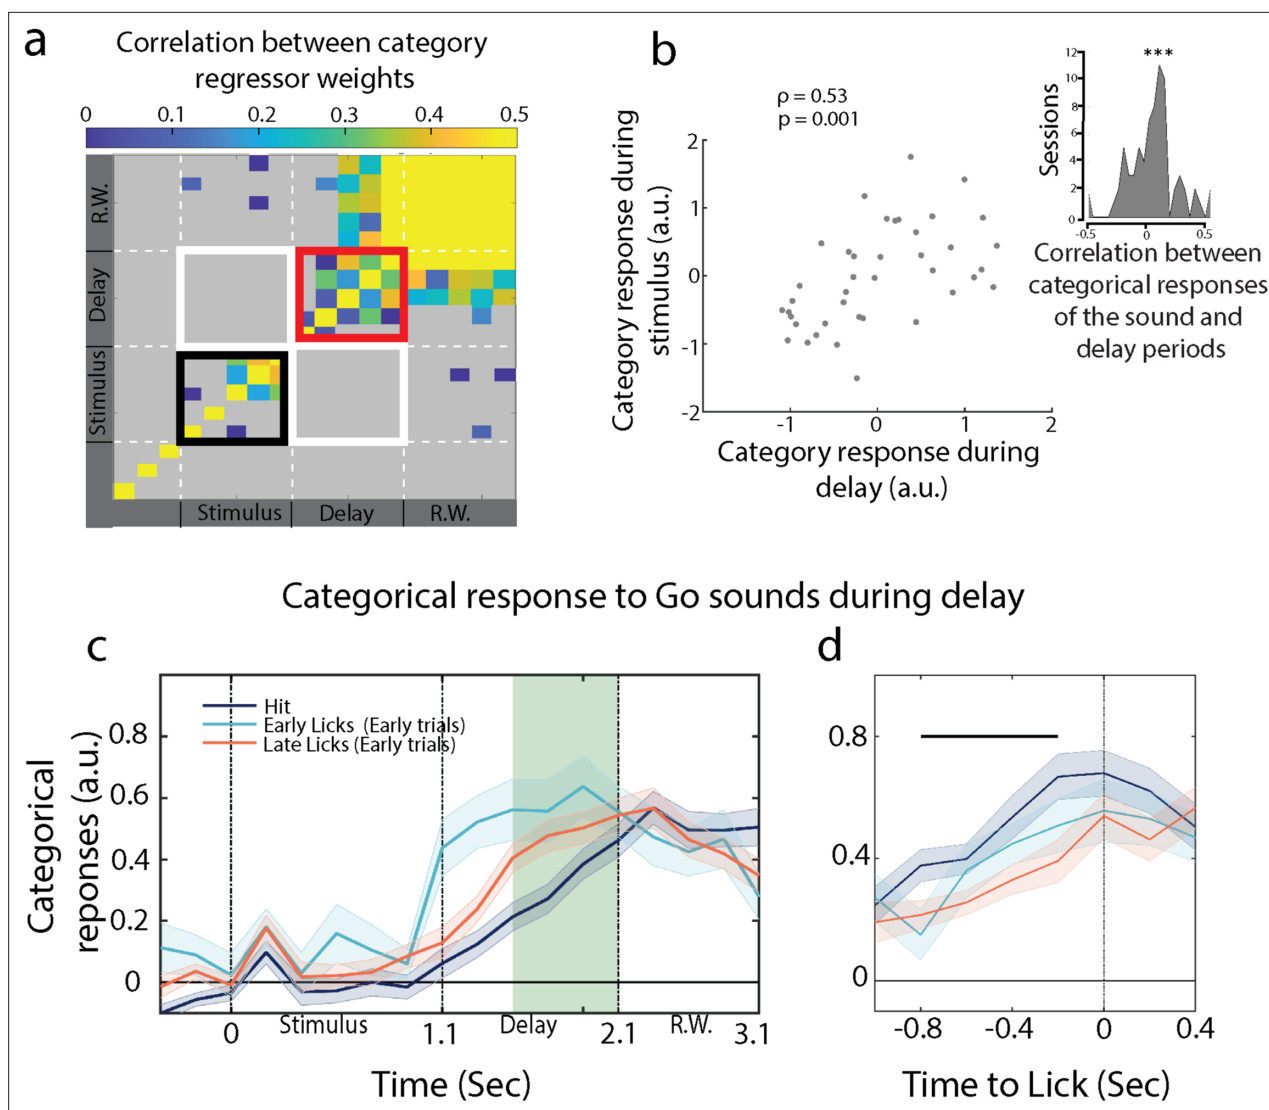 a
Correlation between category
regressor weights
0 0.1 0.2 0.3 0.4 0.5
R.W.
Delay
Stimulus
Stimulus Delay R.W.
b
ρ = 0.53
p = 0.001
Category response during
stimulus (a.u.)
2
1
0
-1
-2
-1 0 1 2
Category response during
delay (a.u.)
Sessions
12
10
8
6
4
2
0
***
-0.5 0 0.5
Correlation between
categorical responses
of the sound and
delay periods
Categorical response to Go sounds during delay
c
Hit
Early Licks (Early trials)
Late Licks (Early trials)
Categorical
reponses (a.u.)
0.8
0.6
0.4
0.2
0
Stimulus Delay R.W.
0 1.1 2.1 3.1
Time (Sec)
d
0.8
0.4
0
-0.8 -0.4 0 0.4
Time to Lick (Sec)